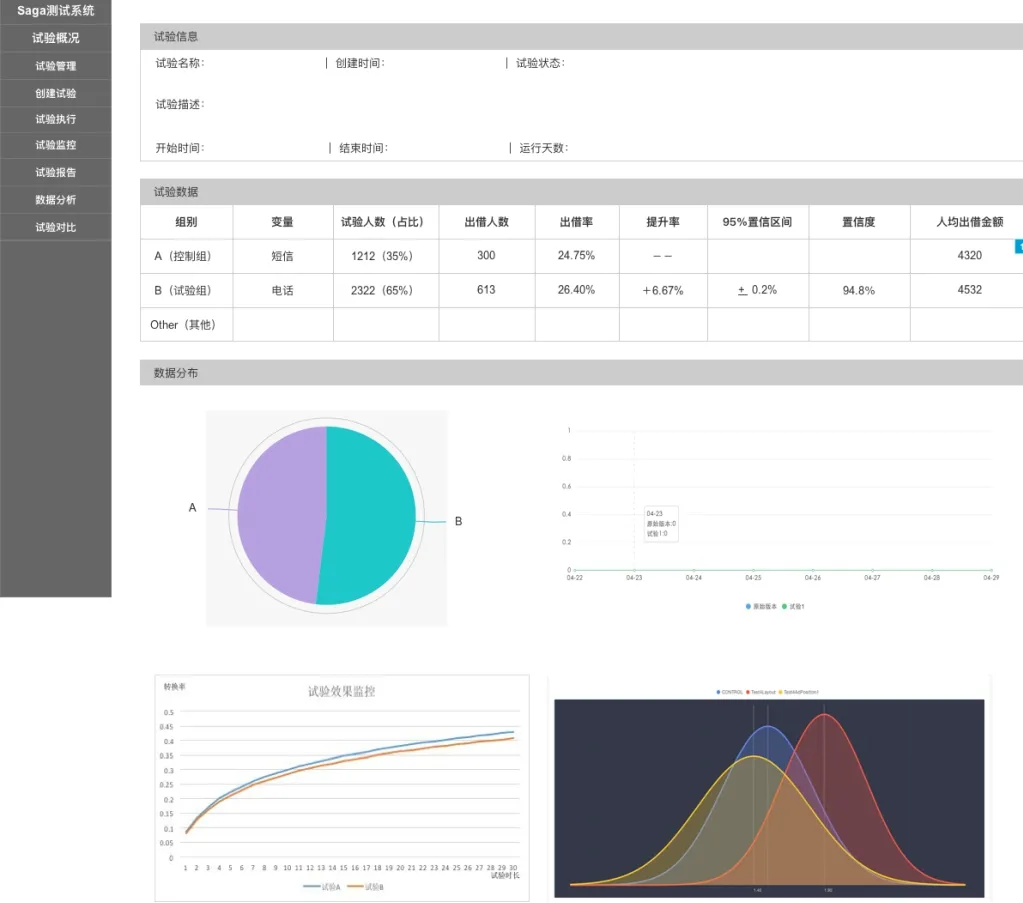 Saga测试系统
试验概况
试验管理
创建试验
试验执行
试验监控
试验报告
数据分析
试验对比
试验信息
试验名称: | 创建时间: | 试验状态:
试验描述:
开始时间: | 结束时间: | 运行天数:
试验数据
组别 变量 试验人数（占比） 出借人数 出借率 提升率 95%置信区间 置信度 人均出借金额
A（控制组） 短信 1212（35%） 300 24.75% －－ 4320
B（试验组） 电话 2322（65%） 613 26.40% ＋6.67% ± 0.2% 94.8% 4532
Other（其他）
数据分布
A
B
1
0.8
0.6
0.4
0.2
0
04-23
原始版本:0
试验1:0
04-22 04-23 04-24 04-25 04-26 04-27 04-28 04-29
原始版本 试验1
转换率
试验效果监控
0.5
0.45
0.4
0.35
0.3
0.25
0.2
0.15
0.1
0.05
0
1 2 3 4 5 6 7 8 9 10 11 12 13 14 15 16 17 18 19 20 21 22 23 24 25 26 27 28 29 30
试验时长
试验A 试验B
CONTROL